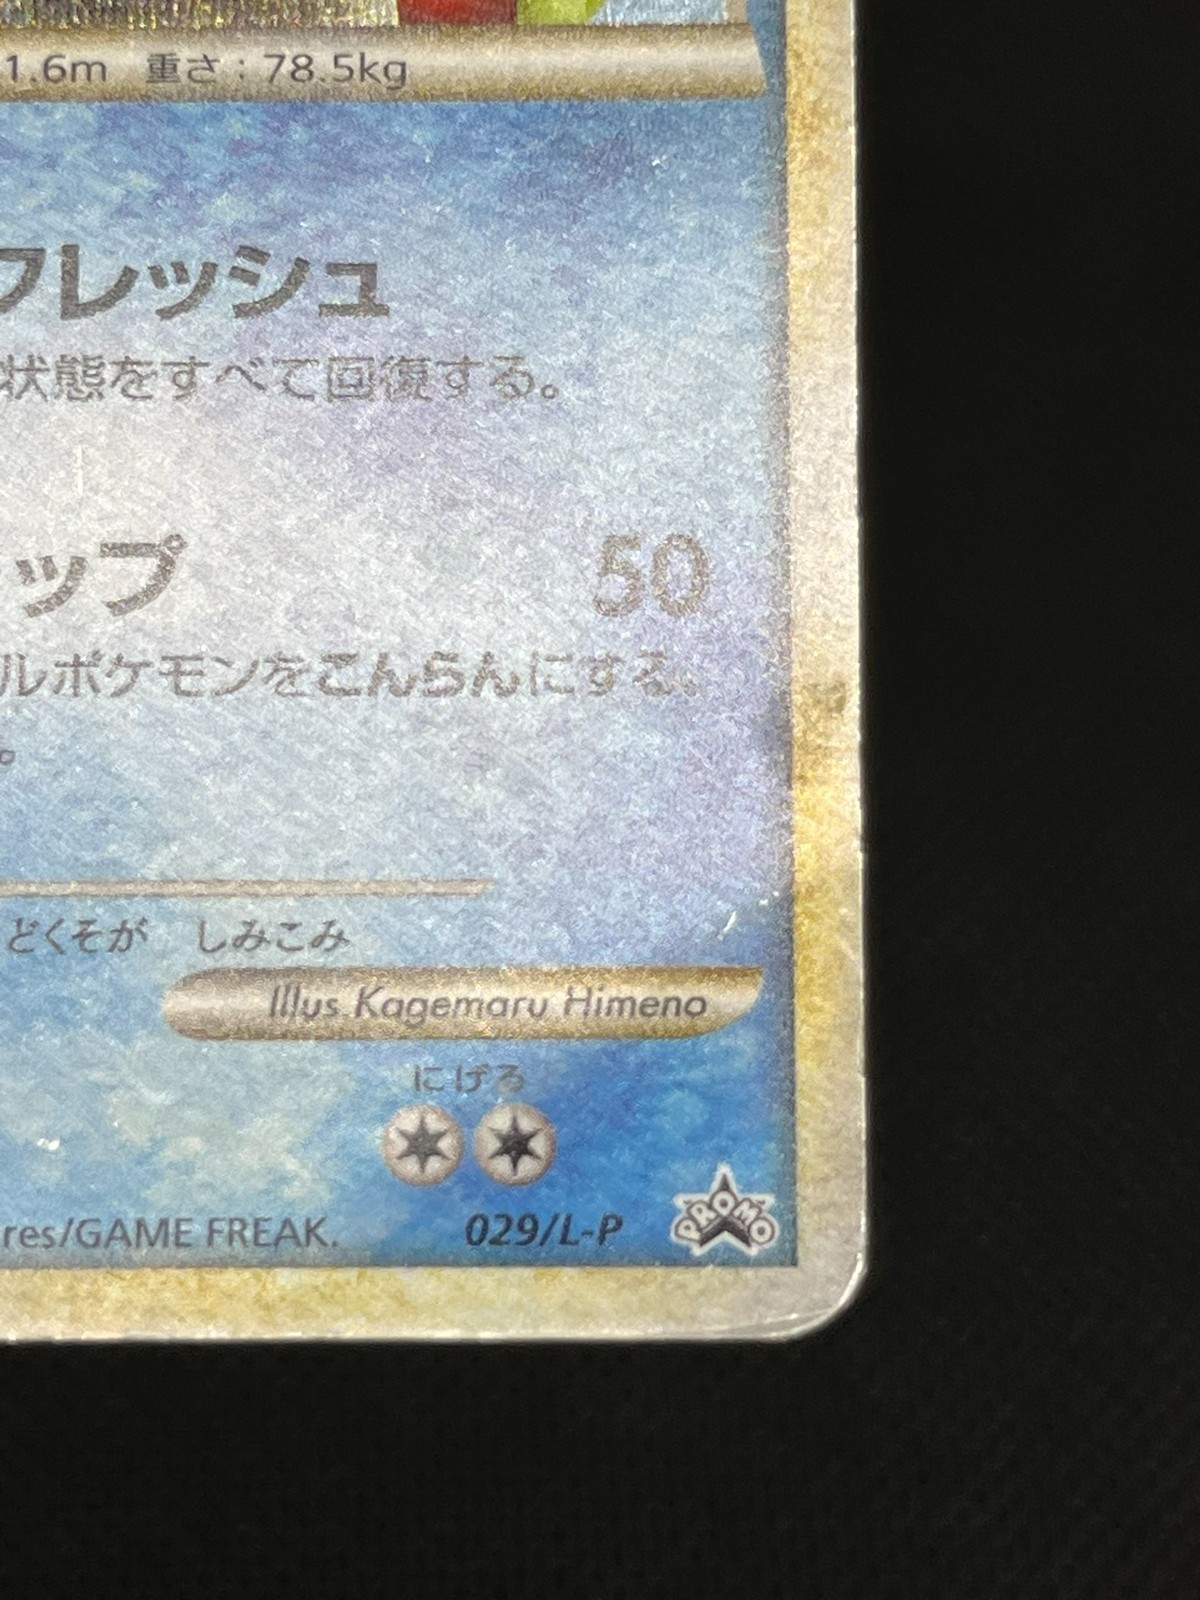 1.6m 重さ：78.5kg
フレッシュ
状態をすべて回復する。
ップ 50
ルポケモンをこんらんにする。
。
どくそが しみこみ
Illus Kagemaru Himeno
にげる
res/GAME FREAK. 029/L-P PROMO